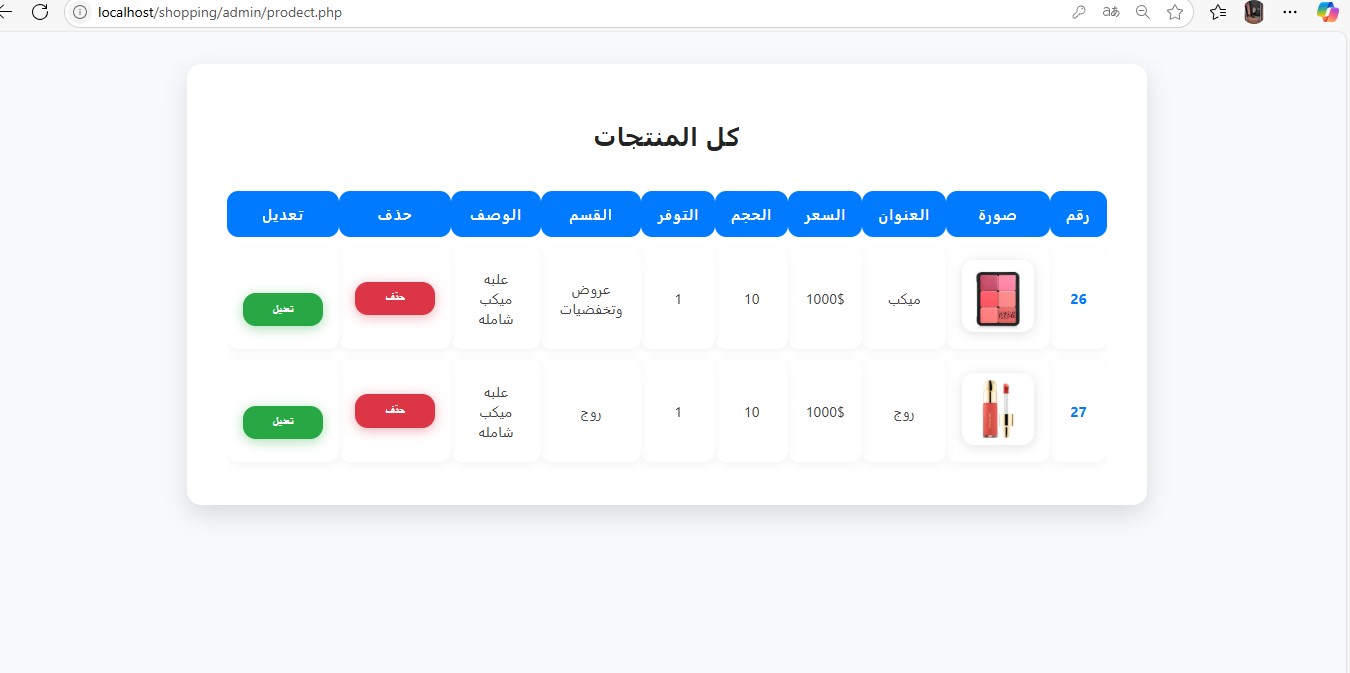 localhost/shopping/admin/prodect.php
كل المنتجات
رقم صورة العنوان السعر الحجم التوفر القسم الوصف حذف تعديل
26 ميكب 1000$ 10 1 عروض وتخفضيات علبه ميكب شامله حذف تعديل
27 روج 1000$ 10 1 روج علبه ميكب شامله حذف تعديل